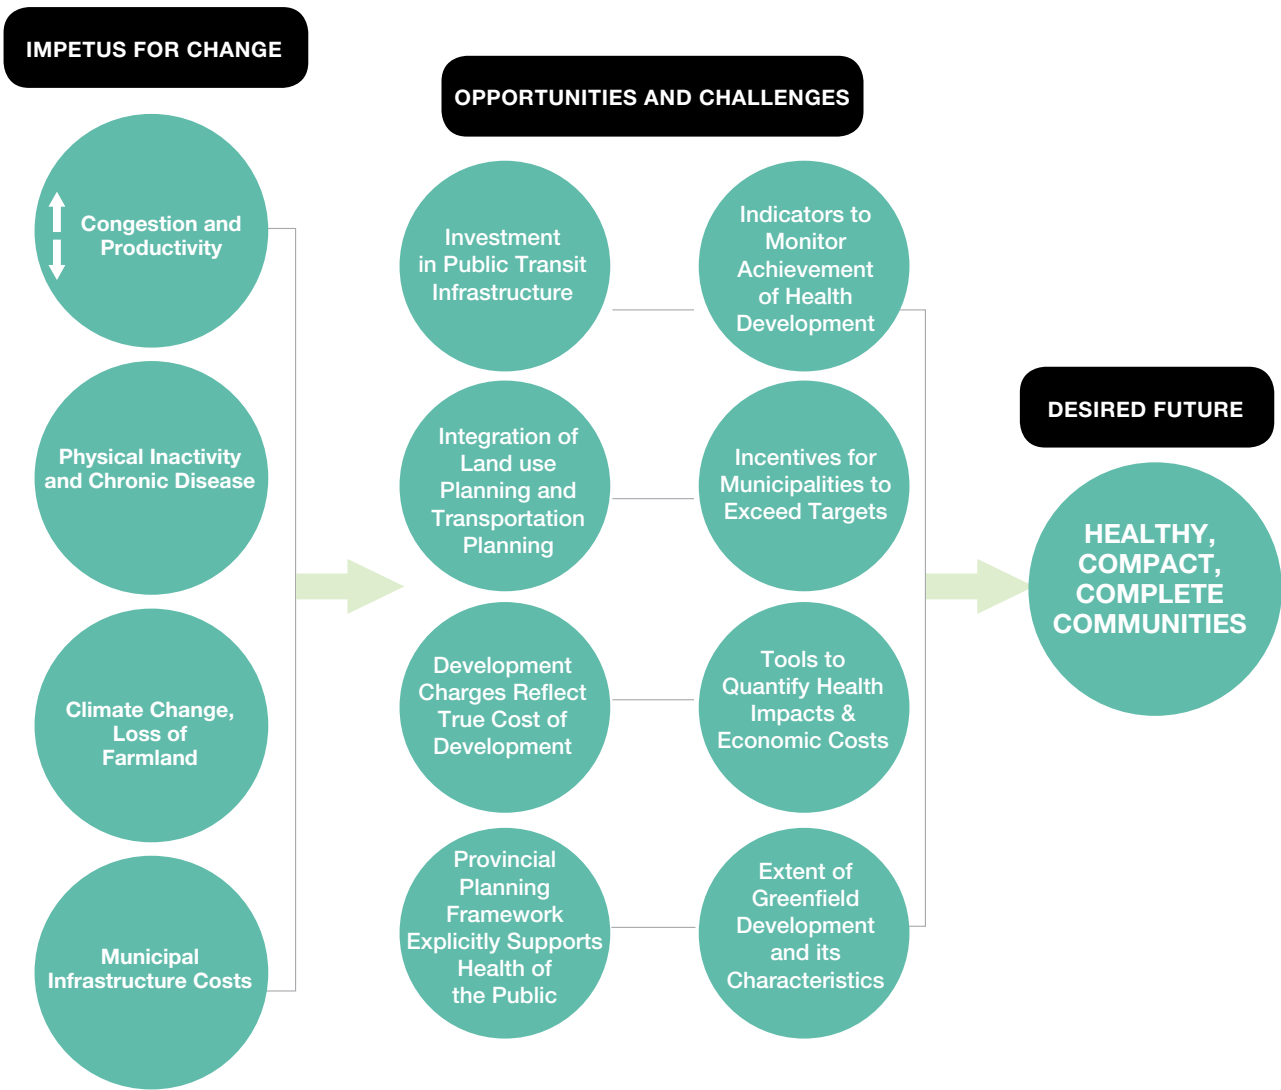 IMPETUS FOR CHANGE
Congestion and
Productivity
Physical Inactivity
and Chronic Disease
Climate Change,
Loss of
Farmland
Municipal
Infrastructure Costs
OPPORTUNITIES AND CHALLENGES
Investment
in Public Transit
Infrastructure
Indicators to
Monitor
Achievement
of Health
Development
Integration of
Land use
Planning and
Transportation
Planning
Incentives for
Municipalities to
Exceed Targets
Development
Charges Reflect
True Cost of
Development
Tools to
Quantify Health
Impacts &
Economic Costs
Provincial
Planning
Framework
Explicitly Supports
Health of
the Public
Extent of
Greenfield
Development
and its
Characteristics
DESIRED FUTURE
HEALTHY,
COMPACT,
COMPLETE
COMMUNITIES